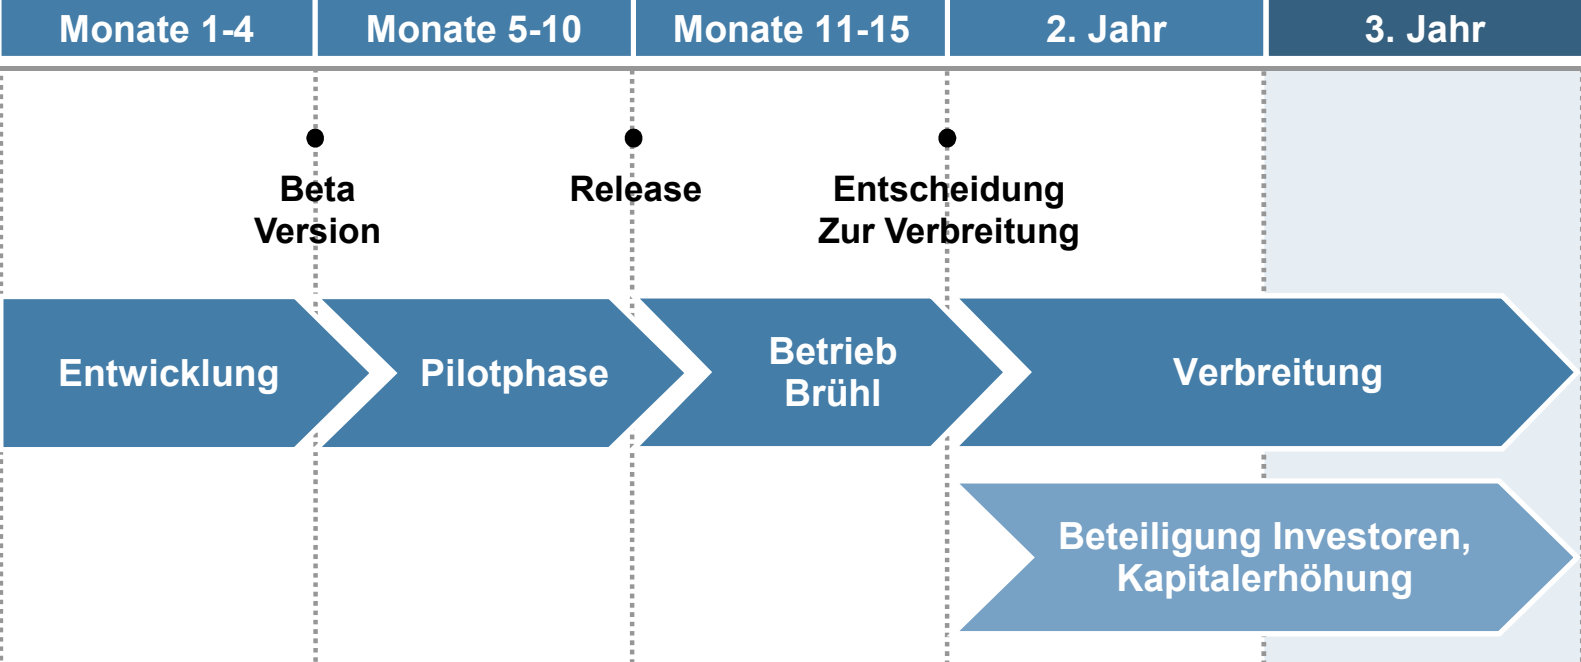 Monate 1-4
Monate 5-10
Monate 11-15
2. Jahr
3. Jahr
Beta
Version
Release
Entscheidung
Zur Verbreitung
Entwicklung
Pilotphase
Betrieb
Brühl
Verbreitung
Beteiligung Investoren,
Kapitalerhöhung